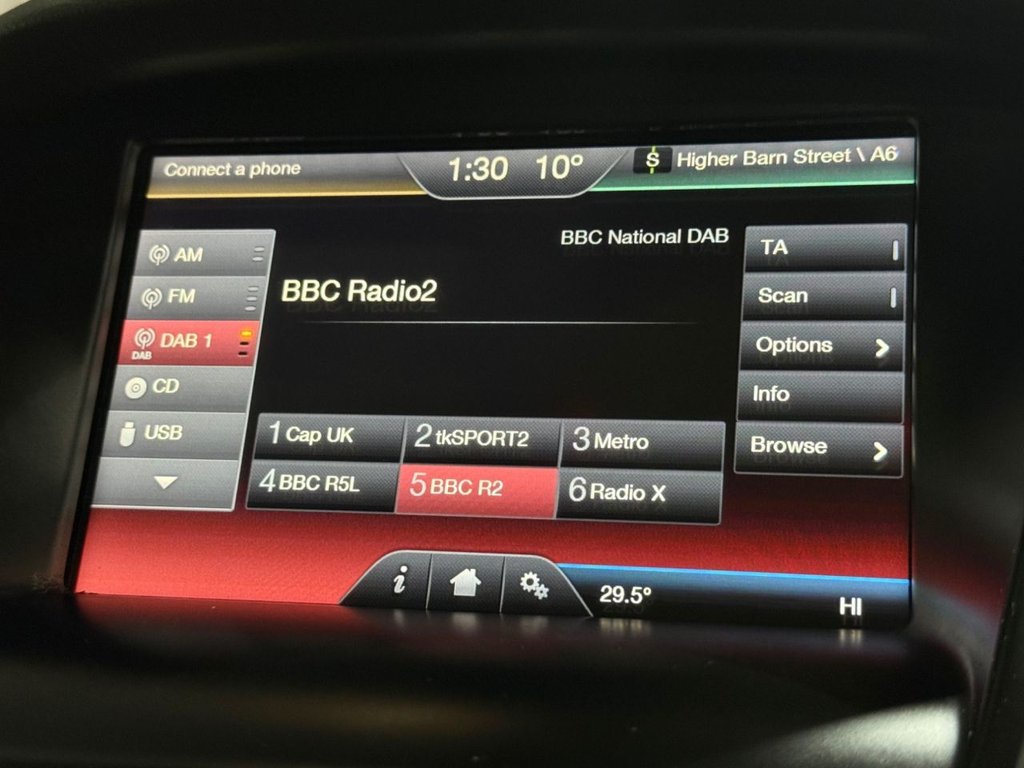 Connect a phone
1:30 10°
S Higher Barn Street \ A6
BBC National DAB
AM
FM
DAB DAB 1
CD
USB
BBC Radio2
TA
Scan
Options
Info
Browse
1 Cap UK
2 tkSPORT2
3 Metro
4 BBC R5L
5 BBC R2
6 Radio X
i
29.5°
HI